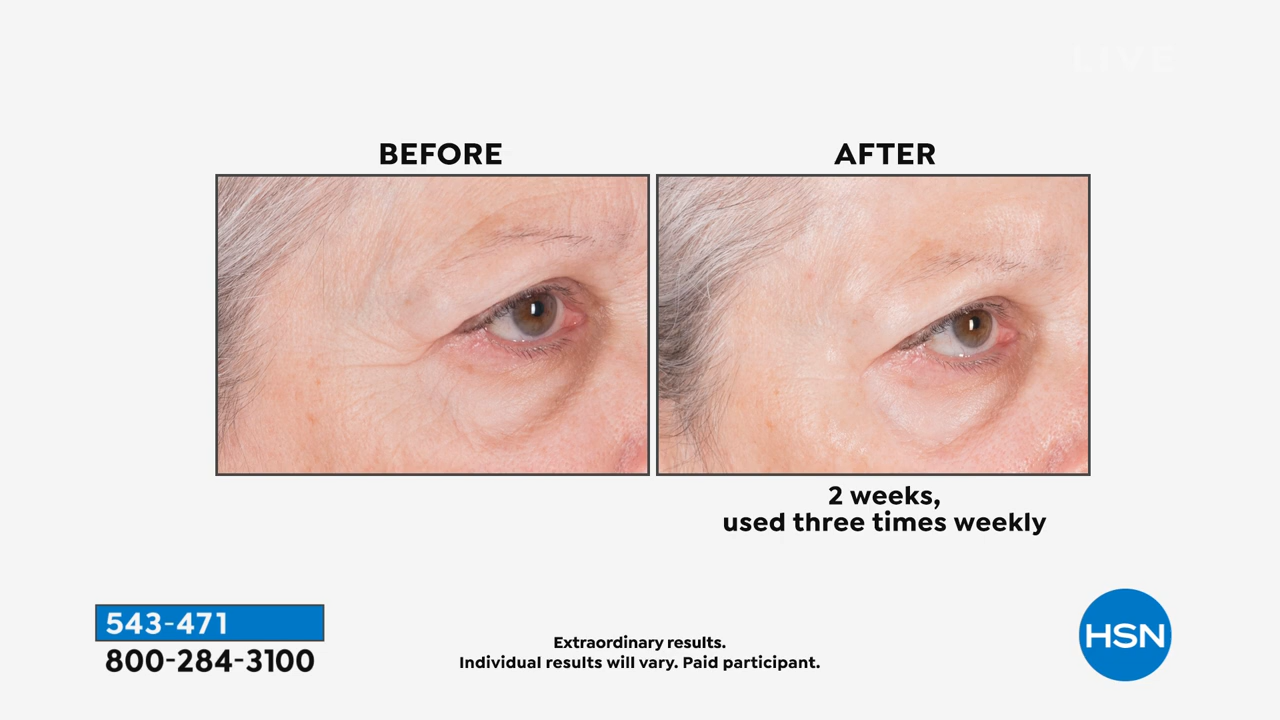 LIVE
BEFORE
AFTER
2 weeks,
used three times weekly
543-471
800-284-3100
Extraordinary results.
Individual results will vary. Paid participant.
HSN